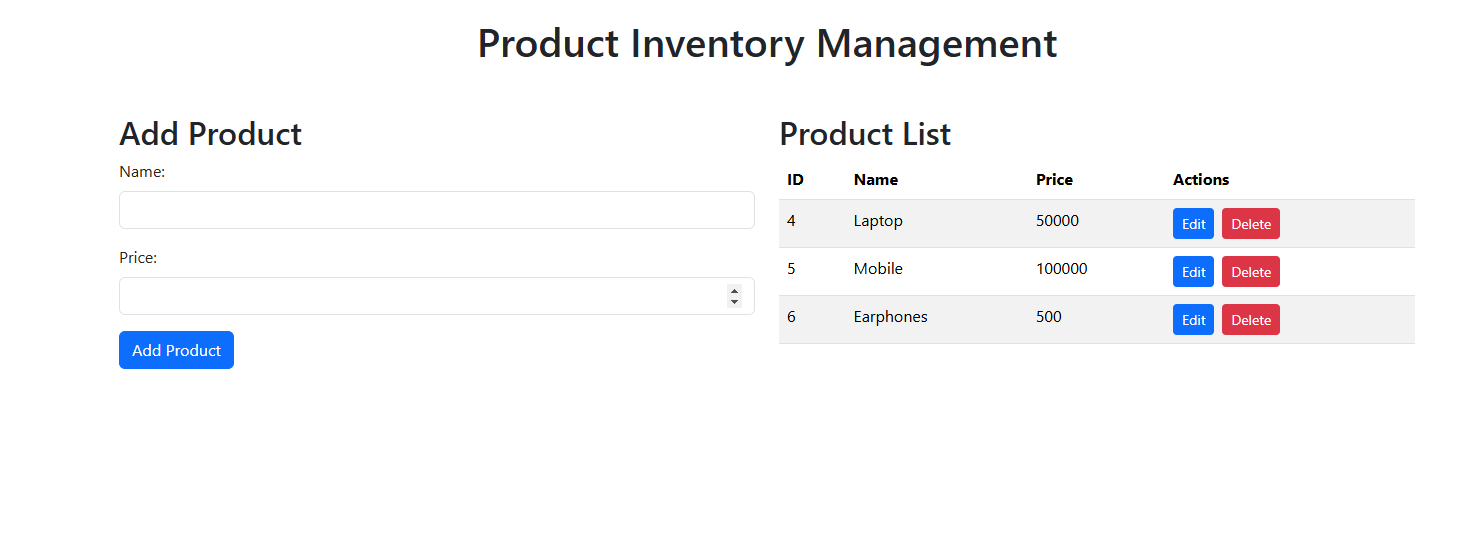 Product Inventory Management
Add Product
Name:
Price:
Add Product
Product List
ID Name Price Actions
4 Laptop 50000 Edit Delete
5 Mobile 100000 Edit Delete
6 Earphones 500 Edit Delete